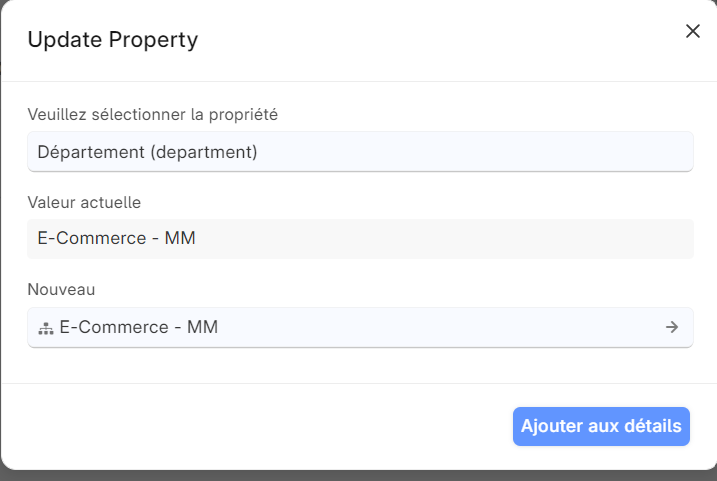 Update Property
Veuillez sélectionner la propriété
Département (department)
Valeur actuelle
E-Commerce - MM
Nouveau
E-Commerce - MM
Ajouter aux détails